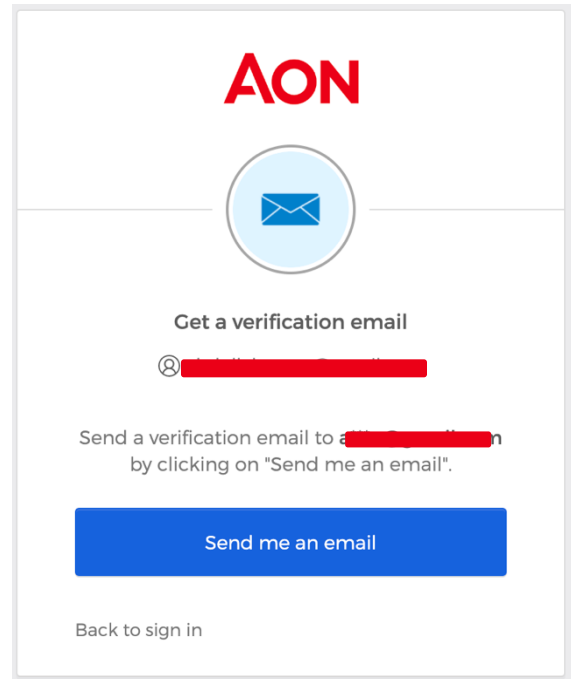 AON
Get a verification email
Send a verification email to
by clicking on "Send me an email".
Send me an email
Back to sign in